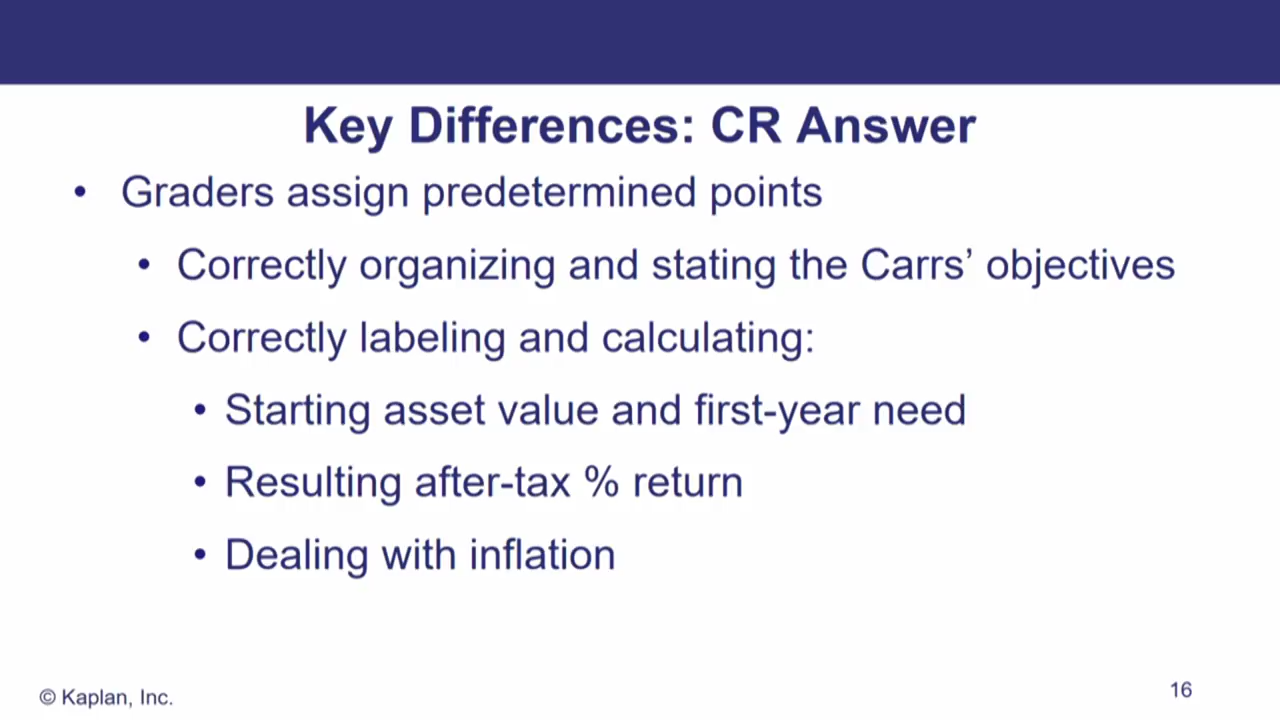 Key Differences: CR Answer
• Graders assign predetermined points
• Correctly organizing and stating the Carrs’ objectives
• Correctly labeling and calculating:
• Starting asset value and first-year need
• Resulting after-tax % return
• Dealing with inflation
© Kaplan, Inc.
16